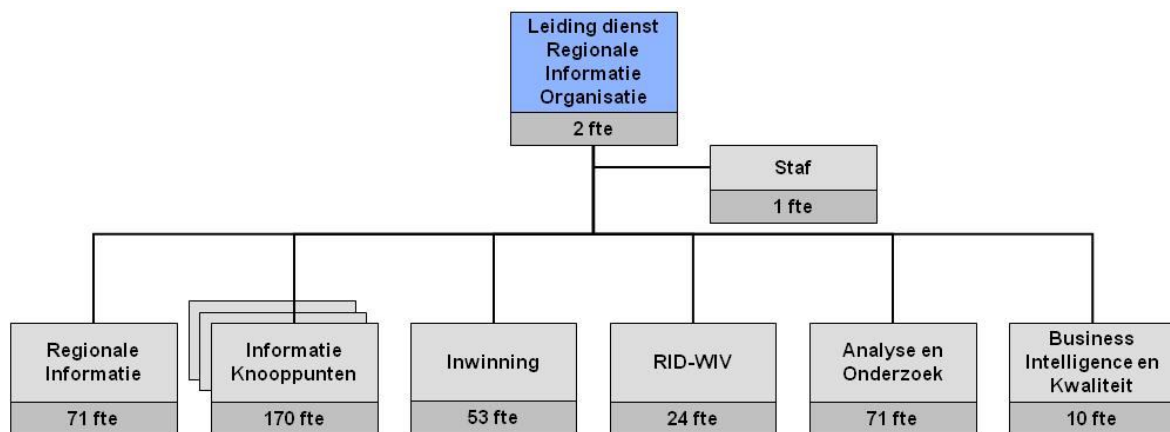 Leiding dienst
Regionale
Informatie
Organisatie
2 fte
Staf
1 fte
Regionale
Informatie
71 fte
Informatie
Knooppunten
170 fte
Inwinning
53 fte
RID-WIV
24 fte
Analyse en
Onderzoek
71 fte
Business
Intelligence en
Kwaliteit
10 fte